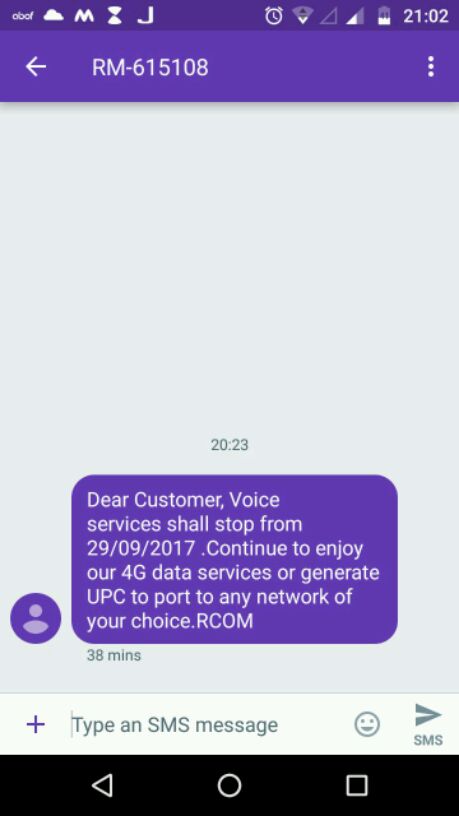 abof
21:02
RM-615108
20:23
Dear Customer, Voice
services shall stop from
29/09/2017 .Continue to enjoy
our 4G data services or generate
UPC to port to any network of
your choice.RCOM
38 mins
Type an SMS message
SMS